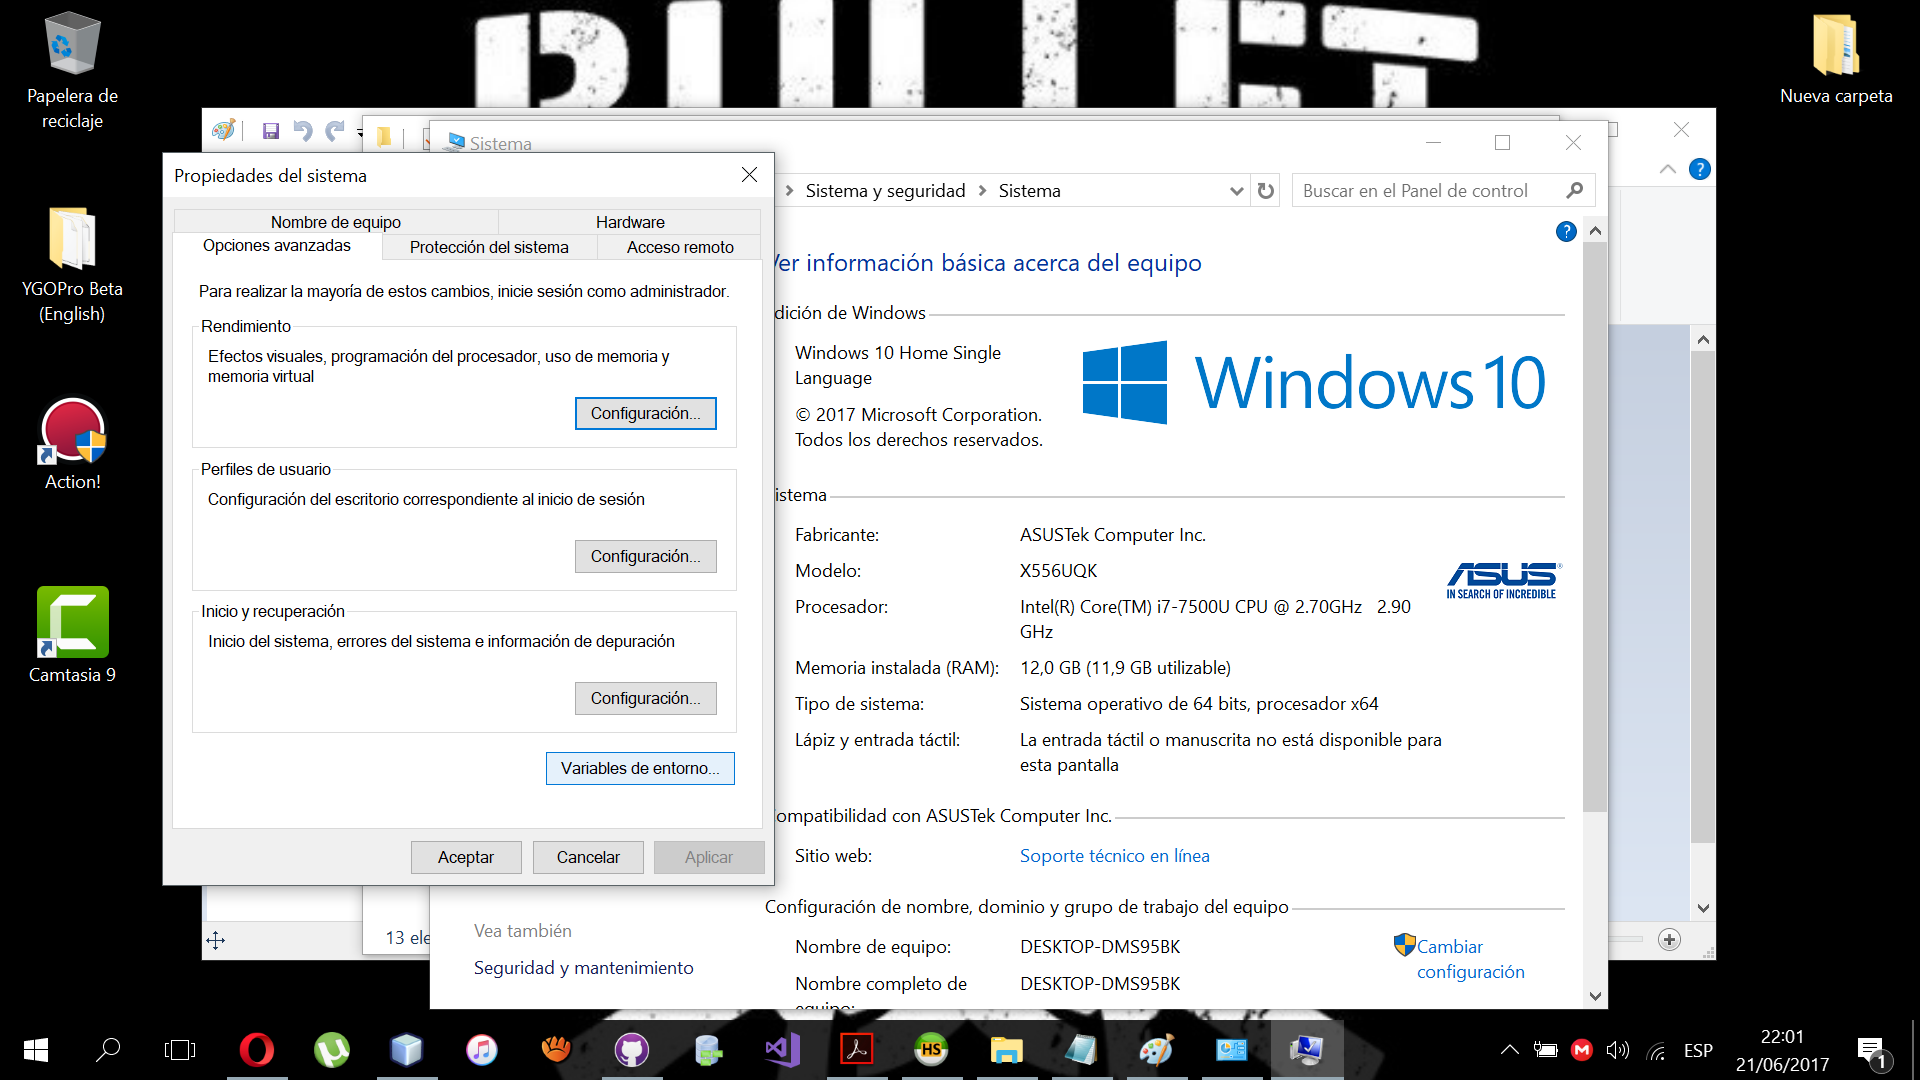 BULLET
Papelera de
reciclaje
Nueva carpeta
YGOPro Beta
(English)
Action!
Camtasia 9
Sistema
Sistema y seguridad
Sistema
Buscar en el Panel de control
Propiedades del sistema
Nombre de equipo
Hardware
Opciones avanzadas
Protección del sistema
Acceso remoto
Para realizar la mayoría de estos cambios, inicie sesión como administrador.
Rendimiento
Efectos visuales, programación del procesador, uso de memoria y
memoria virtual
Configuración...
Perfiles de usuario
Configuración del escritorio correspondiente al inicio de sesión
Configuración...
Inicio y recuperación
Inicio del sistema, errores del sistema e información de depuración
Configuración...
Variables de entorno...
Aceptar
Cancelar
Aplicar
Ver información básica acerca del equipo
dición de Windows
Windows 10 Home Single
Language
© 2017 Microsoft Corporation.
Todos los derechos reservados.
Windows 10
istema
Fabricante:
ASUSTek Computer Inc.
Modelo:
X556UQK
Procesador:
Intel(R) Core(TM) i7-7500U CPU @ 2.70GHz 2.90
GHz
Memoria instalada (RAM):
12,0 GB (11,9 GB utilizable)
Tipo de sistema:
Sistema operativo de 64 bits, procesador x64
Lápiz y entrada táctil:
La entrada táctil o manuscrita no está disponible para
esta pantalla
ASUS
IN SEARCH OF INCREDIBLE
ompatibilidad con ASUSTek Computer Inc.
Sitio web:
Soporte técnico en línea
Configuración de nombre, dominio y grupo de trabajo del equipo
Nombre de equipo:
DESKTOP-DMS95BK
Nombre completo de
equipo:
DESKTOP-DMS95BK
Cambiar
configuración
Vea también
Seguridad y mantenimiento
13 ele
HS
M
ESP
22:01
21/06/2017
1